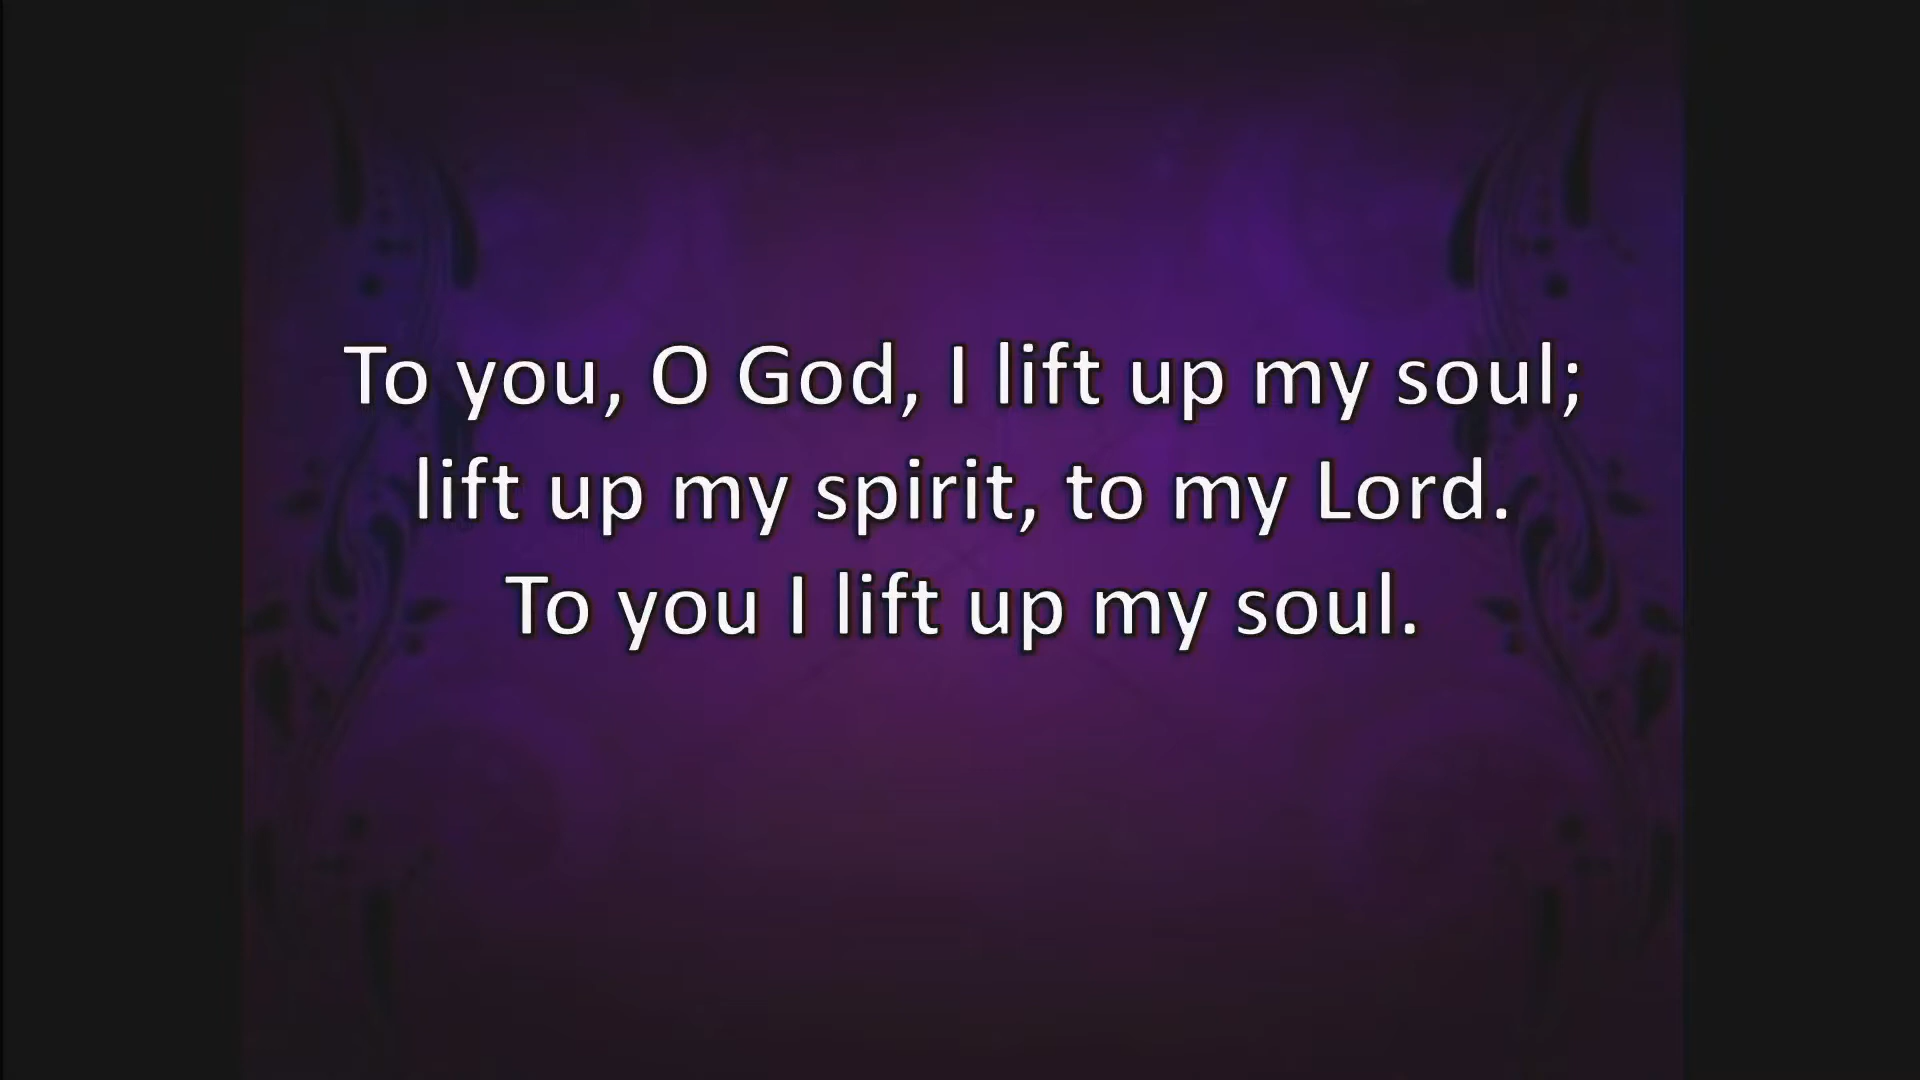 To you, O God, I lift up my soul;
lift up my spirit, to my Lord.
To you I lift up my soul.